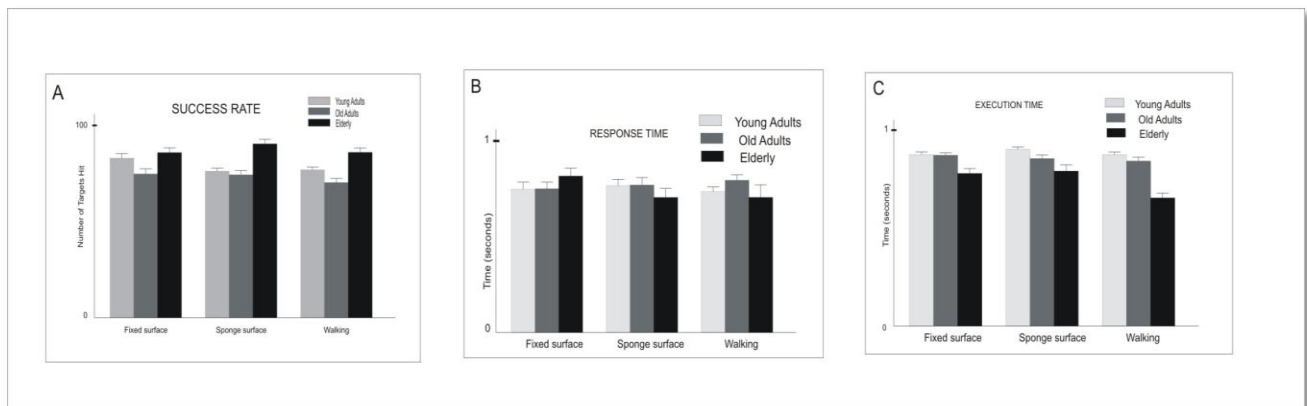 A
SUCCESS RATE
Young Adults
Old Adults
Elderly
100
Number of Targets Hit
0
Fixed surface
Sponge surface
Walking
B
RESPONSE TIME
Young Adults
Old Adults
Elderly
1
Time (seconds)
0
Fixed surface
Sponge surface
Walking
C
EXECUTION TIME
Young Adults
Old Adults
Elderly
1
Time (seconds)
0
Fixed surface
Sponge surface
Walking